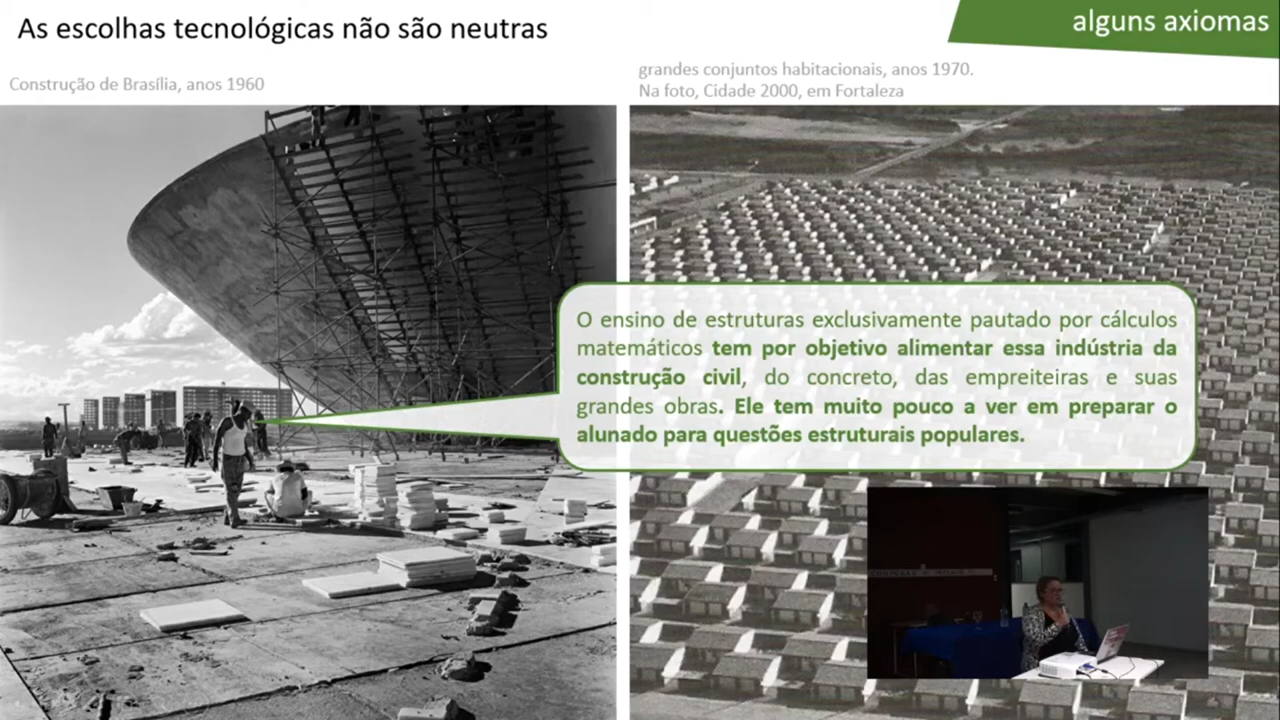 As escolhas tecnológicas não são neutras
alguns axiomas
Construção de Brasília, anos 1960
grandes conjuntos habitacionais, anos 1970.
Na foto, Cidade 2000, em Fortaleza
O ensino de estruturas exclusivamente pautado por cálculos
matemáticos tem por objetivo alimentar essa indústria da
construção civil, do concreto, das empreiteiras e suas
grandes obras. Ele tem muito pouco a ver em preparar o
alunado para questões estruturais populares.